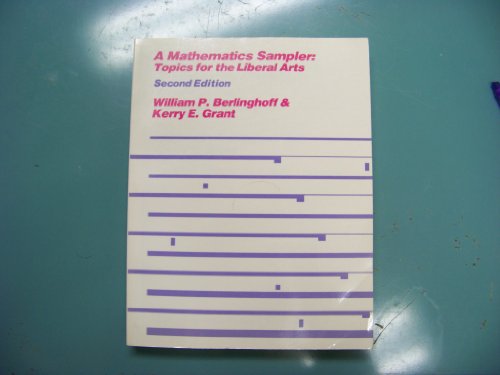 A Mathematics Sampler:
Topics for the Liberal Arts
Second Edition
William P. Berlinghoff &
Kerry E. Grant